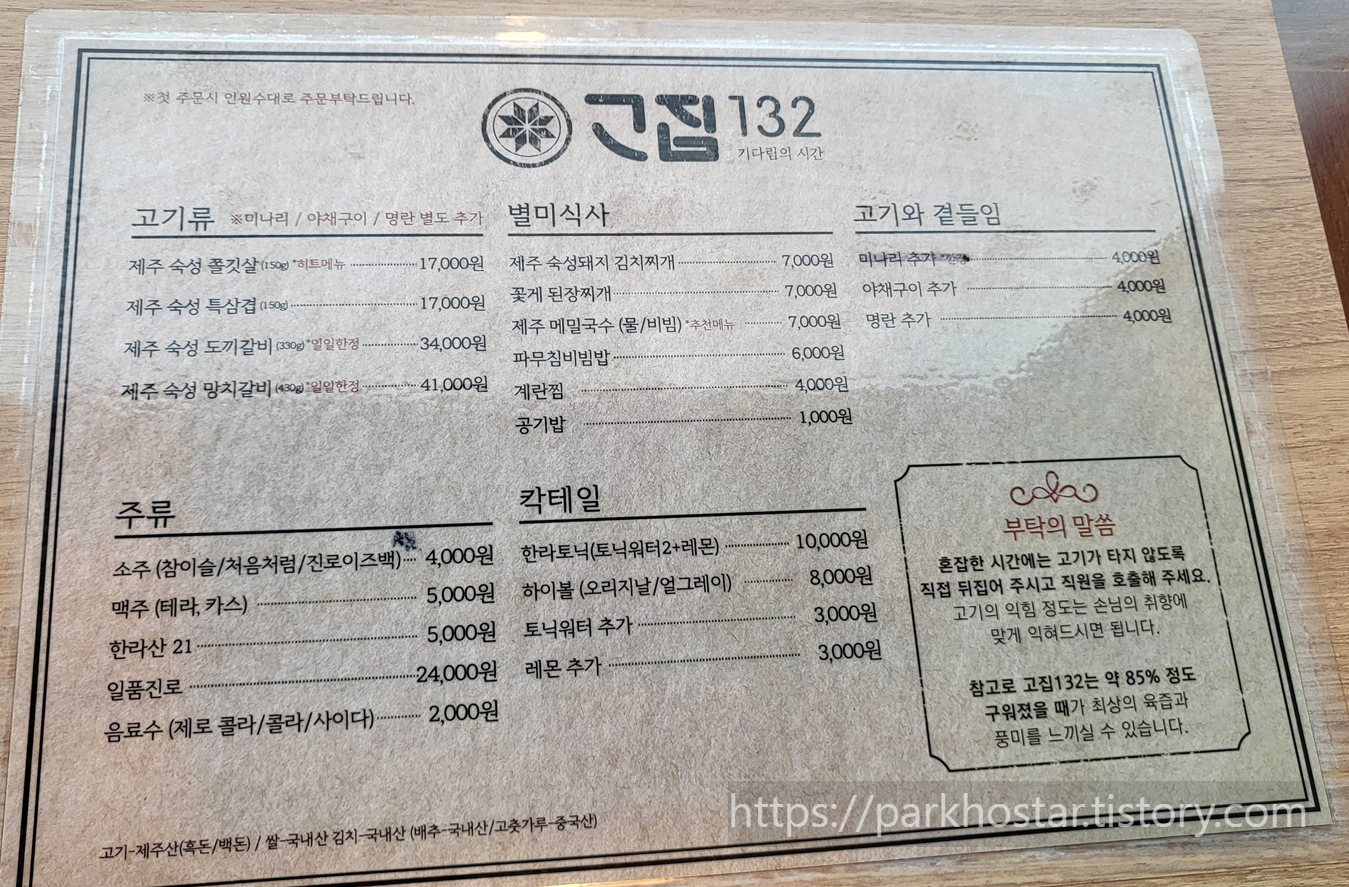 ※첫 주문시 인원수대로 주문부탁드립니다.
고집132
기다림의 시간
고기류 ※미나리 / 야채구이 / 명란 별도 추가
제주 숙성 쫄깃살(150g) *히트메뉴 17,000원
제주 숙성 특삼겹(150g) 17,000원
제주 숙성 도끼갈비(330g)*일일한정 34,000원
제주 숙성 망치갈비(430g)*일일한정 41,000원
별미식사
제주 숙성돼지 김치찌개 7,000원
꽃게 된장찌개 7,000원
제주 메밀국수 (물/비빔) *추천메뉴 7,000원
파무침비빔밥 6,000원
계란찜 4,000원
공기밥 1,000원
고기와 곁들임
미나리 추가 4,000원
야채구이 추가 4,000원
명란 추가 4,000원
주류
소주 (참이슬/처음처럼/진로이즈백) 4,000원
맥주 (테라, 카스) 5,000원
한라산 21 5,000원
일품진로 24,000원
음료수 (제로 콜라/콜라/사이다) 2,000원
칵테일
한라토닉(토닉워터2+레몬) 10,000원
하이볼 (오리지날/얼그레이) 8,000원
토닉워터 추가 3,000원
레몬 추가 3,000원
부탁의 말씀
혼잡한 시간에는 고기가 타지 않도록
직접 뒤집어 주시고 직원을 호출해 주세요.
고기의 익힘 정도는 손님의 취향에
맞게 익혀드시면 됩니다.
참고로 고집132는 약 85% 정도
구워졌을 때가 최상의 육즙과
풍미를 느끼실 수 있습니다.
고기-제주산(흑돈/백돈) / 쌀-국내산 김치-국내산 (배추-국내산/고춧가루-중국산)
https://parkhostar.tistory.com